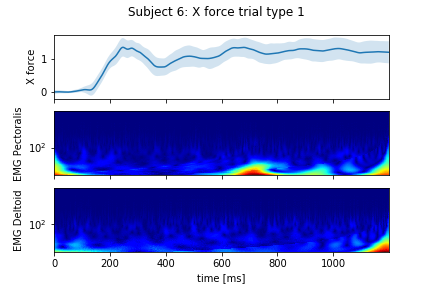 Subject 6: X force trial type 1
X force
1
0
EMG Pectoralis
10²
EMG Deltoid
10²
0 200 400 600 800 1000
time [ms]